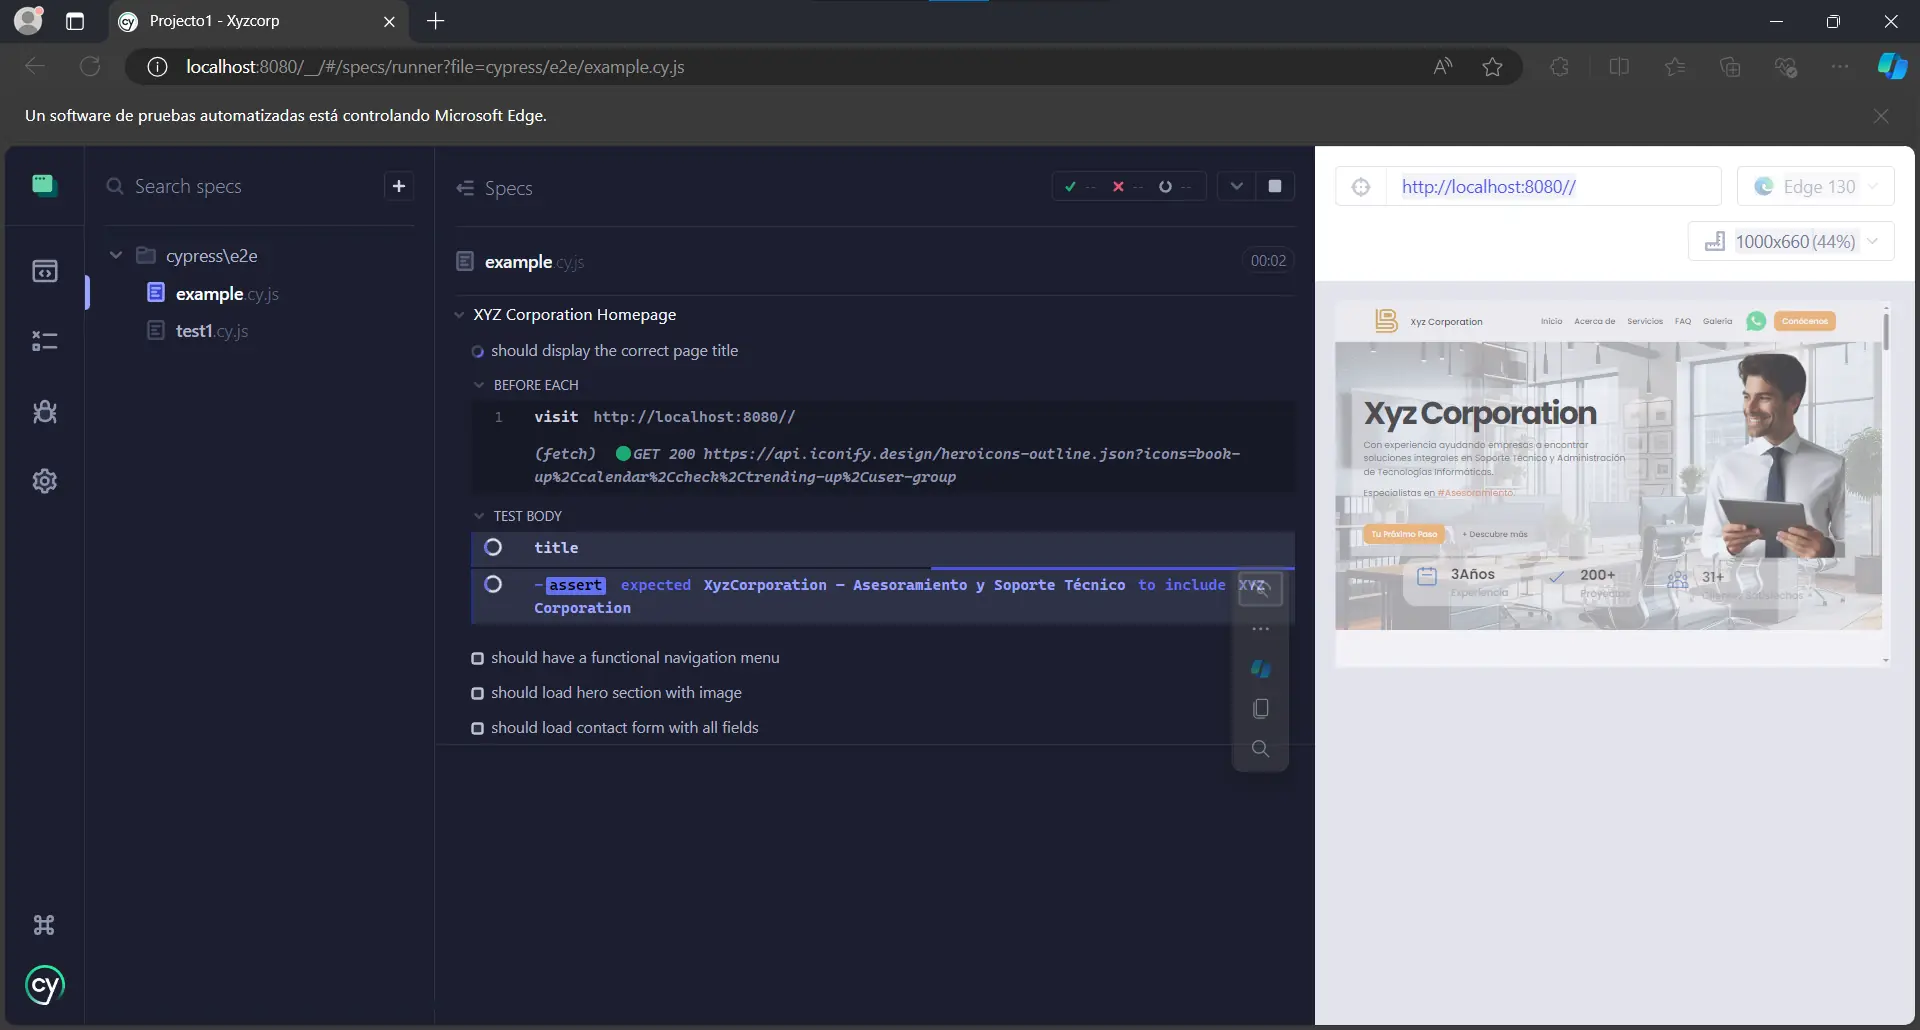 Projecto1 - Xyzcorp
localhost:8080/__/#/specs/runner?file=cypress/e2e/example.cy.js
Un software de pruebas automatizadas está controlando Microsoft Edge.
Search specs
cypress\e2e
example.cy.js
test1.cy.js
Specs
-- -- --
example.cy.js
00:02
XYZ Corporation Homepage
should display the correct page title
BEFORE EACH
1 visit http://localhost:8080//
(fetch) GET 200 https://api.iconify.design/heroicons-outline.json?icons=book-
up%2Ccalendar%2Ccheck%2Ctrending-up%2Cuser-group
TEST BODY
title
-assert expected XyzCorporation - Asesoramiento y Soporte Técnico to include XYZ
Corporation
should have a functional navigation menu
should load hero section with image
should load contact form with all fields
cy
http://localhost:8080//
Edge 130
1000x660 (44%)
Xyz Corporation
Inicio Acerca de Servicios FAQ Galeria Conócenos
Xyz Corporation
Con experiencia ayudando empresas a encontrar
soluciones integrales en Soporte Técnico y Administración
de Tecnologías Informáticas.
Especialistas en #Asesoramiento.
Tu Próximo Paso + Descubre más
3Años 200+ 31+
Experiencia Proyectos Clientes Satisfechos